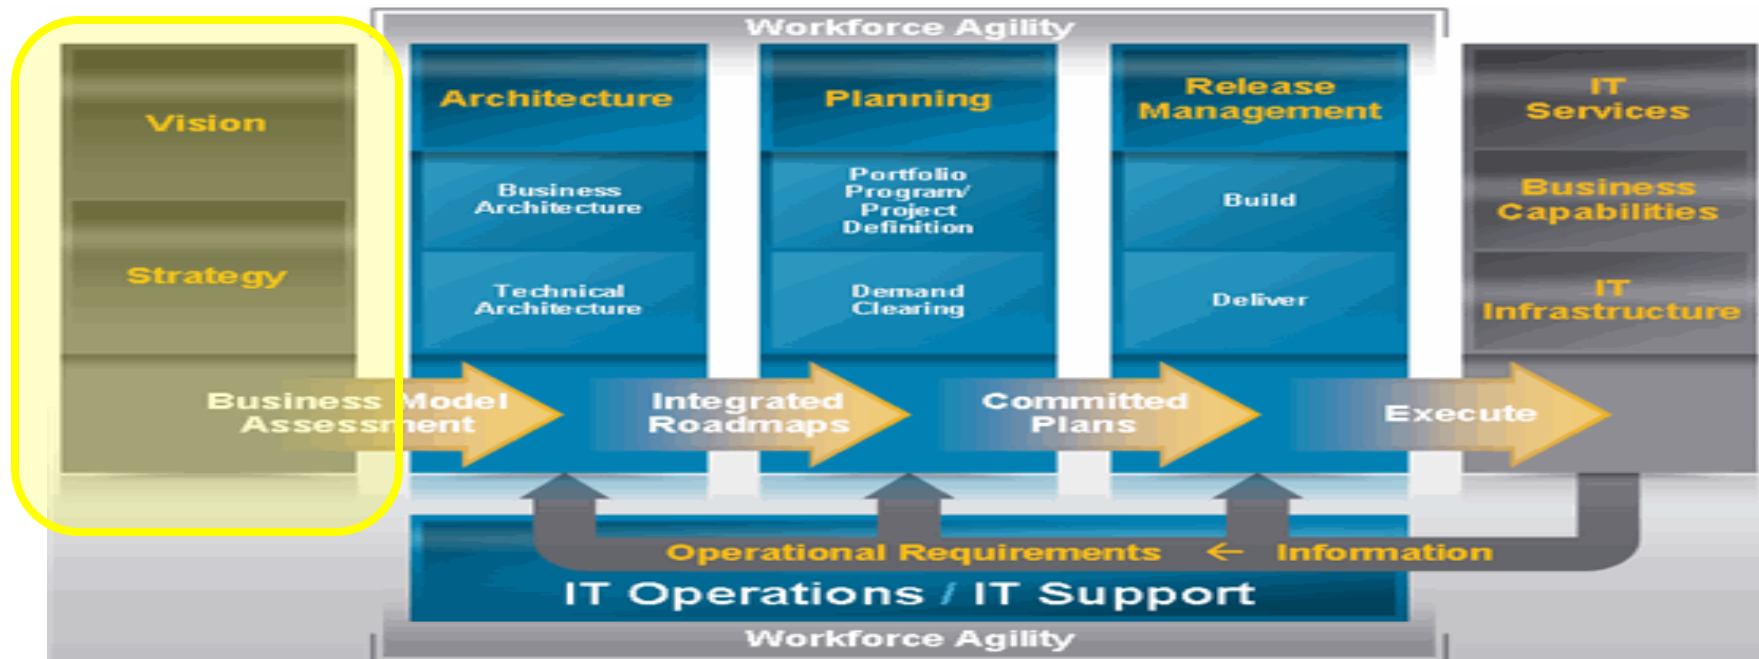 Workforce Agility
Vision
Strategy
Architecture
Business
Architecture
Technical
Architecture
Planning
Portfolio
Program/
Project
Definition
Demand
Clearing
Release
Management
Build
Deliver
IT
Services
Business
Capabilities
IT
Infrastructure
Business Model
Assessment
Integrated
Roadmaps
Committed
Plans
Execute
Operational Requirements ← Information
IT Operations / IT Support
Workforce Agility